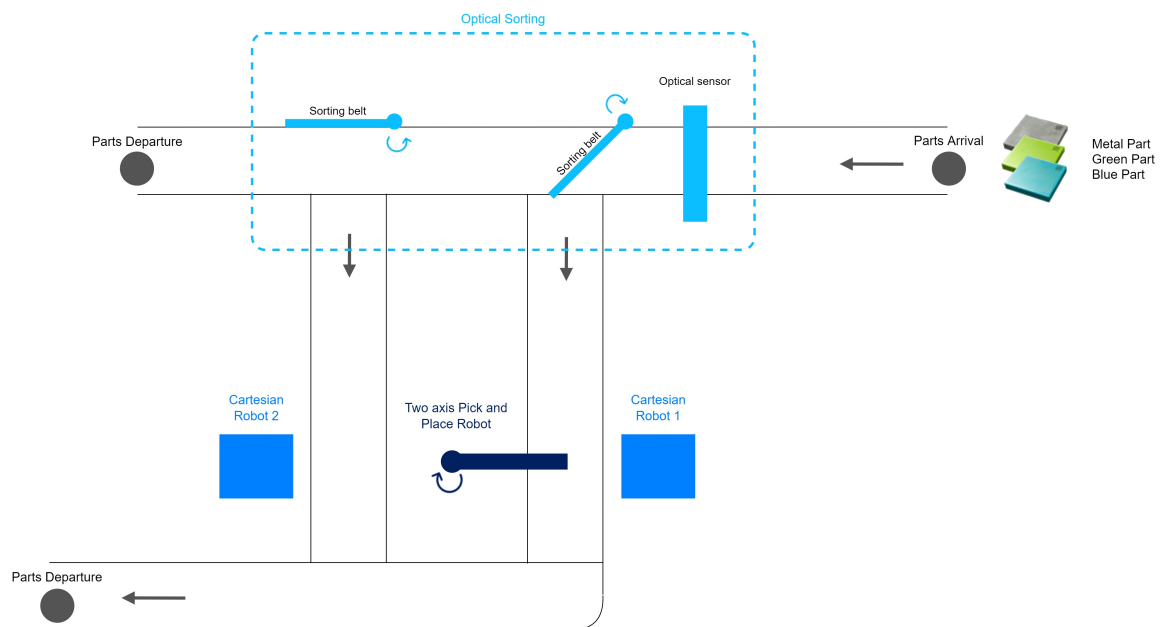 Optical Sorting
Optical sensor
Sorting belt
Sorting belt
Parts Departure
Parts Arrival
Metal Part
Green Part
Blue Part
Cartesian
Robot 2
Two axis Pick and
Place Robot
Cartesian
Robot 1
Parts Departure